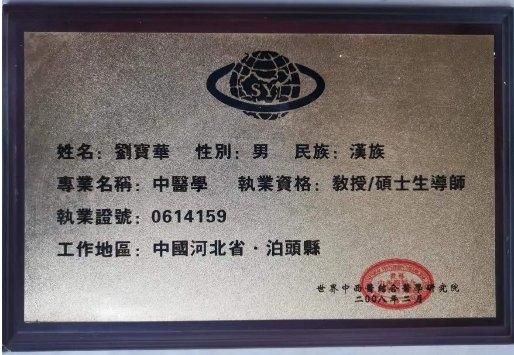 SY
姓名：劉寶華　性別：男　民族：漢族
專業名稱：中醫學　執業資格：教授/碩士生導師
執業證號：0614159
工作地區：中國河北省·泊頭縣
世界中西醫結合醫學研究院
二00八年二月